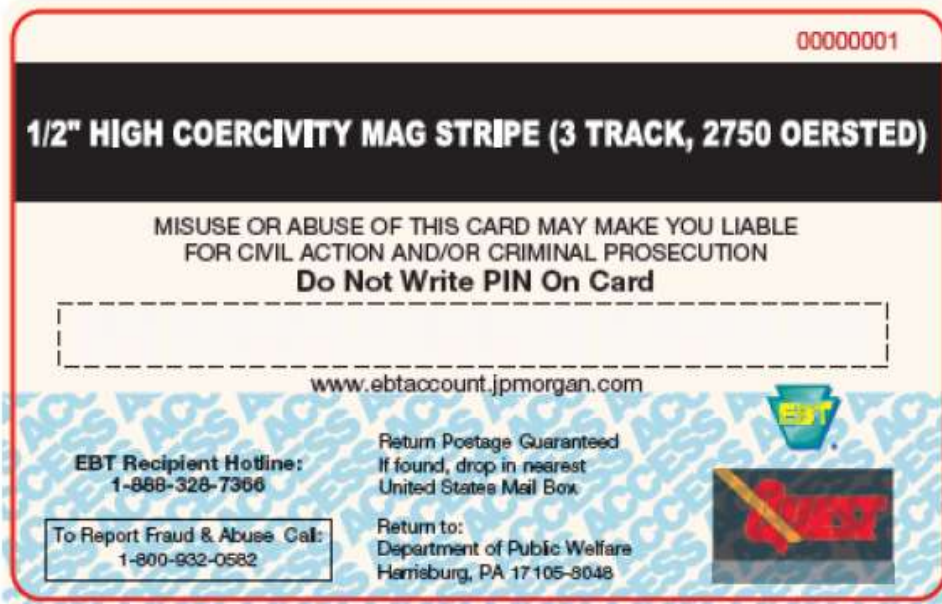 00000001
1/2" HIGH COERCIVITY MAG STRIPE (3 TRACK, 2750 OERSTED)
MISUSE OR ABUSE OF THIS CARD MAY MAKE YOU LIABLE
FOR CIVIL ACTION AND/OR CRIMINAL PROSECUTION
Do Not Write PIN On Card
www.ebtaccount.jpmorgan.com
EBT Recipient Hotline:
1-888-328-7366
To Report Fraud & Abuse Call:
1-800-932-0582
Return Postage Guaranteed
If found, drop in nearest
United States Mail Box
Return to:
Department of Public Welfare
Harrisburg, PA 17105-8048
EBT
QUEST
ACCESS